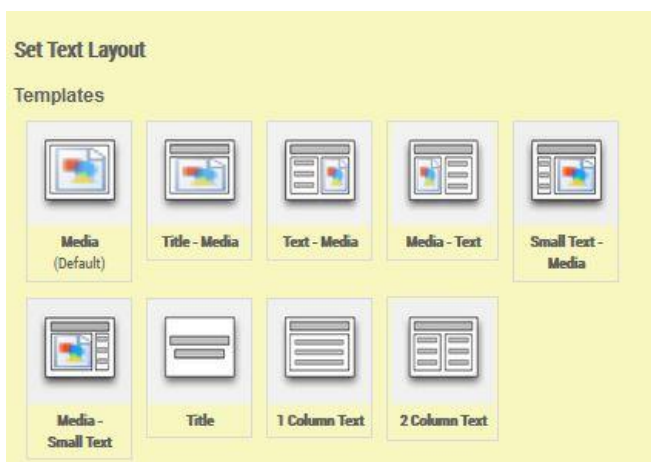 Set Text Layout
Templates
Media
(Default)
Title - Media
Text - Media
Media - Text
Small Text -
Media
Media -
Small Text
Title
1 Column Text
2 Column Text